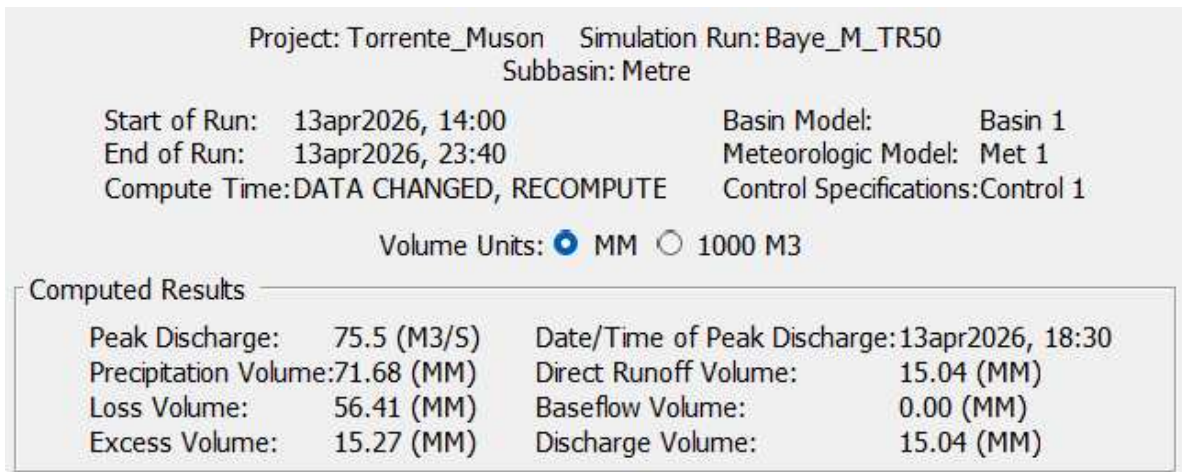 Project: Torrente_Muson Simulation Run: Baye_M_TR50
Subbasin: Metre
Start of Run: 13apr2026, 14:00 Basin Model: Basin 1
End of Run: 13apr2026, 23:40 Meteorologic Model: Met 1
Compute Time:DATA CHANGED, RECOMPUTE Control Specifications:Control 1
Volume Units: MM 1000 M3
Computed Results
Peak Discharge: 75.5 (M3/S) Date/Time of Peak Discharge:13apr2026, 18:30
Precipitation Volume:71.68 (MM) Direct Runoff Volume: 15.04 (MM)
Loss Volume: 56.41 (MM) Baseflow Volume: 0.00 (MM)
Excess Volume: 15.27 (MM) Discharge Volume: 15.04 (MM)